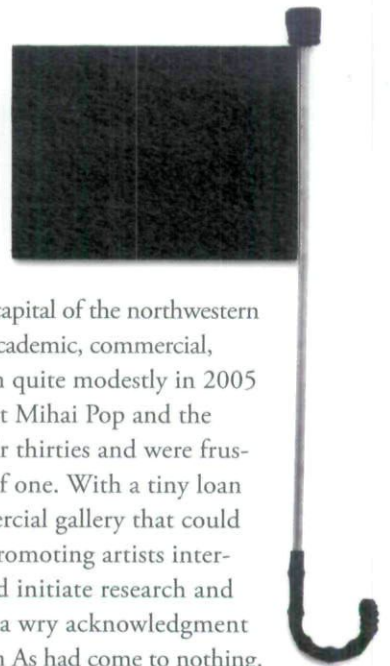 capital of the northwestern
cademic, commercial,
n quite modestly in 2005
t Mihai Pop and the
r thirties and were frus-
f one. With a tiny loan
ercial gallery that could
romoting artists inter-
d initiate research and
a wry acknowledgment
n As had come to nothing.